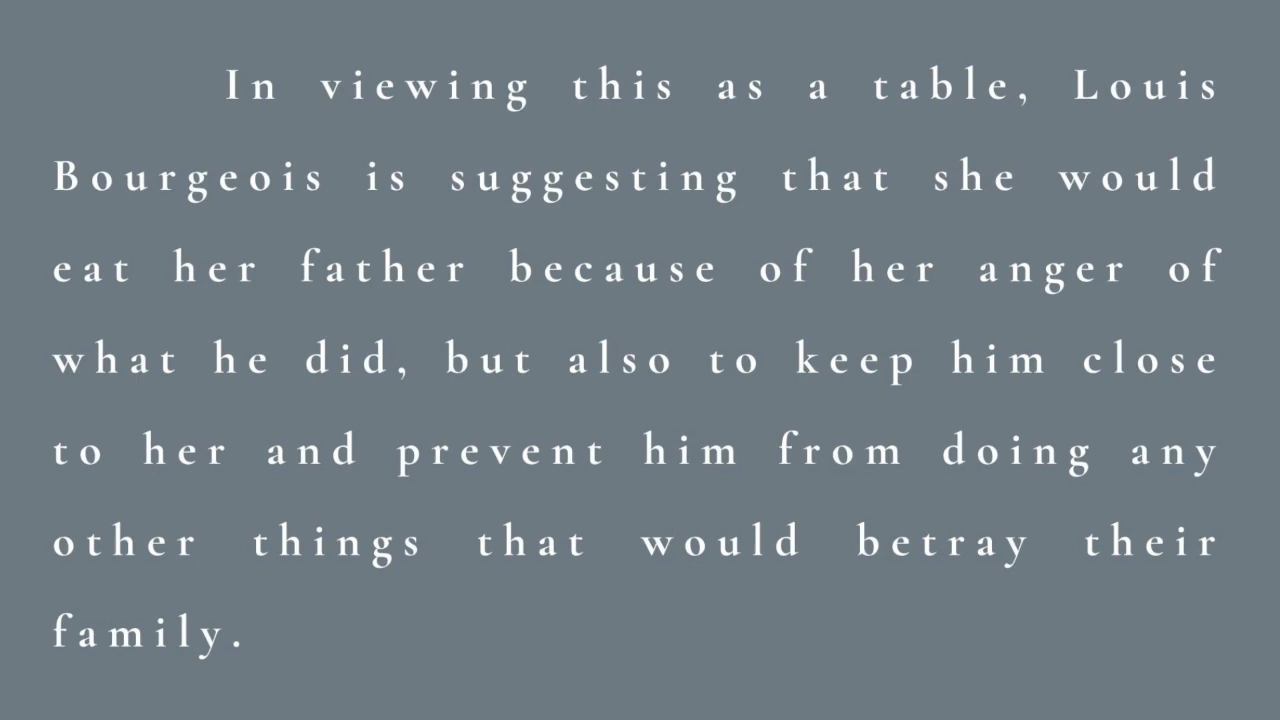 In viewing this as a table, Louis
Bourgeois is suggesting that she would
eat her father because of her anger of
what he did, but also to keep him close
to her and prevent him from doing any
other things that would betray their
family.